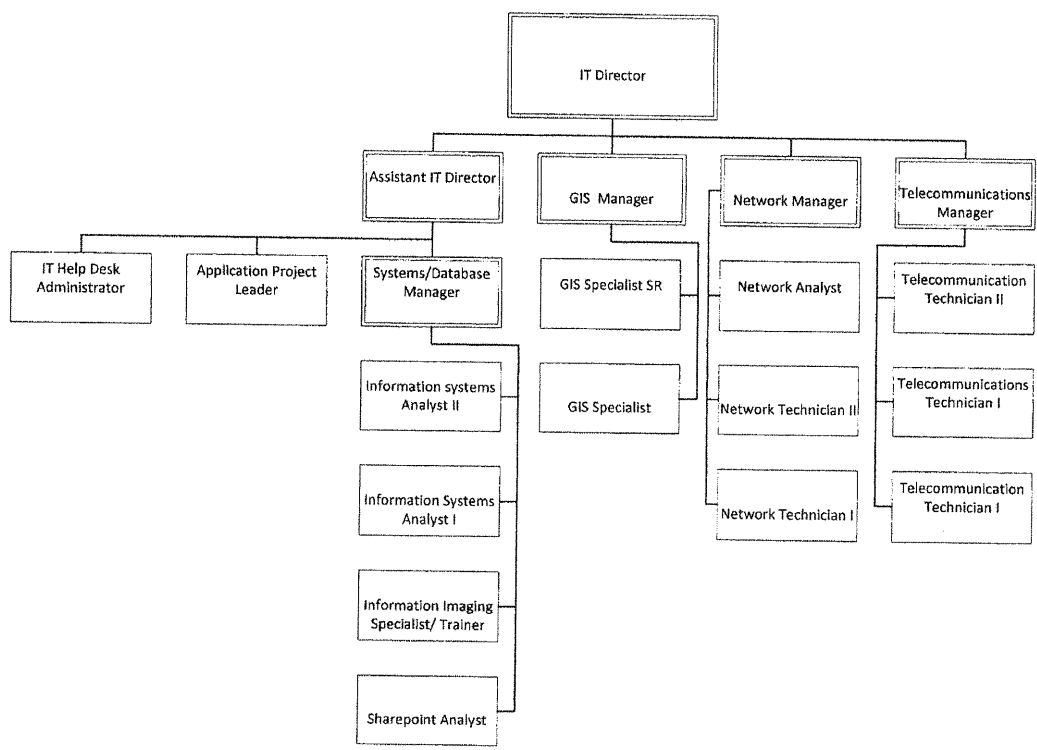 IT Director
Assistant IT Director
GIS Manager
Network Manager
Telecommunications
Manager
IT Help Desk
Administrator
Application Project
Leader
Systems/Database
Manager
GIS Specialist SR
Network Analyst
Telecommunication
Technician II
Information systems
Analyst II
GIS Specialist
Network Technician II
Telecommunications
Technician I
Information Systems
Analyst I
Network Technician I
Telecommunication
Technician I
Information Imaging
Specialist/ Trainer
Sharepoint Analyst